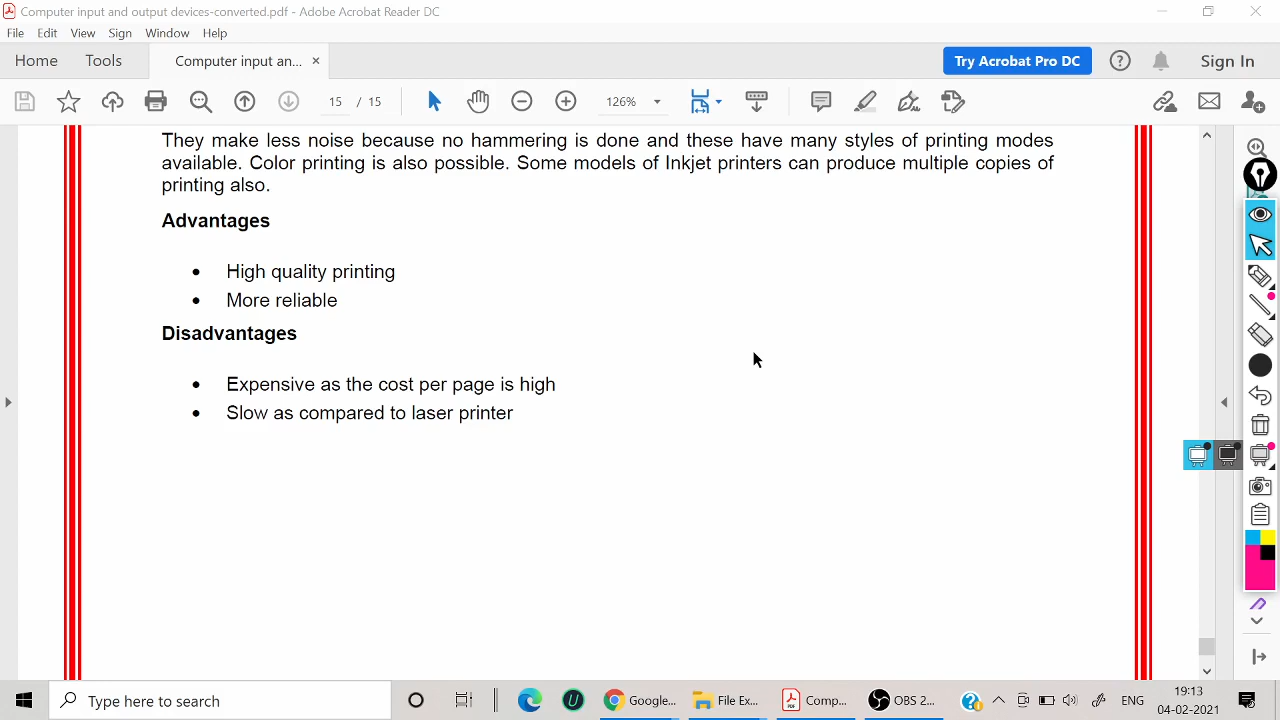 Computer input and output devices-converted.pdf - Adobe Acrobat Reader DC
File Edit View Sign Window Help
Home Tools Computer input an... × Try Acrobat Pro DC Sign In
15 / 15 126%
They make less noise because no hammering is done and these have many styles of printing modes
available. Color printing is also possible. Some models of Inkjet printers can produce multiple copies of
printing also.
Advantages
• High quality printing
• More reliable
Disadvantages
• Expensive as the cost per page is high
• Slow as compared to laser printer
Type here to search Google... File Ex... Comp... OBS 2... ENG 19:13
04-02-2021